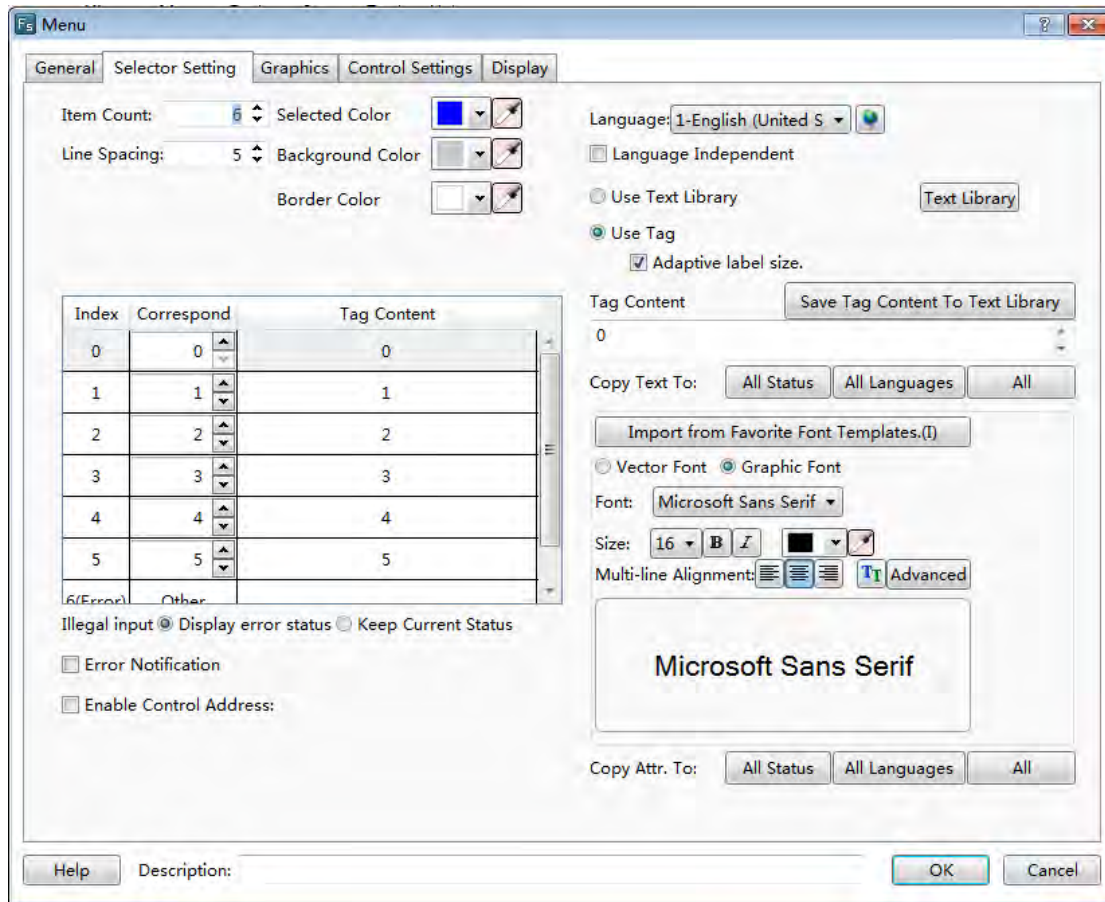 Fs Menu
General Selector Setting Graphics Control Settings Display
Item Count: 6 Selected Color
Line Spacing: 5 Background Color
Border Color
Language: 1-English (United S
Language Independent
Use Text Library Text Library
Use Tag
Adaptive label size.
Index Correspond Tag Content
0 0 0
1 1 1
2 2 2
3 3 3
4 4 4
5 5 5
6(Error) Other
Illegal input Display error status Keep Current Status
Error Notification
Enable Control Address:
Tag Content Save Tag Content To Text Library
0
Copy Text To: All Status All Languages All
Import from Favorite Font Templates.(I)
Vector Font Graphic Font
Font: Microsoft Sans Serif
Size: 16 B I
Multi-line Alignment: TT Advanced
Microsoft Sans Serif
Copy Attr. To: All Status All Languages All
Help Description: OK Cancel